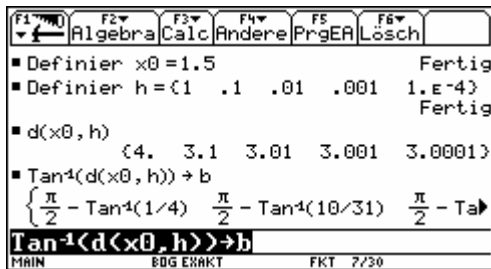 F1 F2 Algebra F3 Calc F4 Andere F5 PrgEA F6 Lösch
▪ Definier x0 = 1.5 Fertig
▪ Definier h = {1 .1 .01 .001 1.ᴇ-4}
Fertig
▪ d(x0, h)
{4. 3.1 3.01 3.001 3.0001}
▪ Tan⁻¹(d(x0, h)) → b
{π/2 - Tan⁻¹(1/4) π/2 - Tan⁻¹(10/31) π/2 - Ta▶
Tan⁻¹(d(x0,h))→b
MAIN BOG EXAKT FKT 7/30